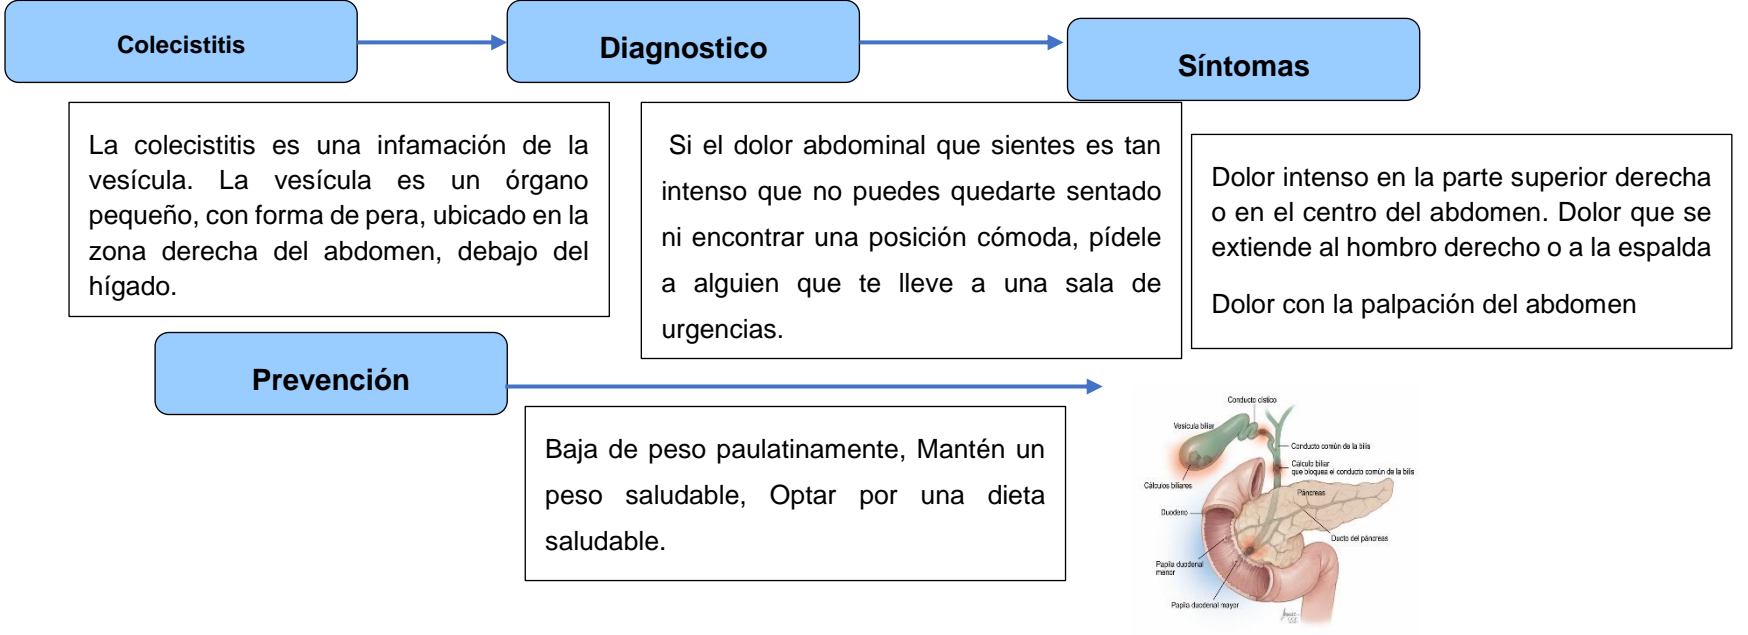 Colecistitis
Diagnostico
Síntomas
La colecistitis es una infamación de la
vesícula. La vesícula es un órgano
pequeño, con forma de pera, ubicado en la
zona derecha del abdomen, debajo del
hígado.
Si el dolor abdominal que sientes es tan
intenso que no puedes quedarte sentado
ni encontrar una posición cómoda, pídele
a alguien que te lleve a una sala de
urgencias.
Dolor intenso en la parte superior derecha
o en el centro del abdomen. Dolor que se
extiende al hombro derecho o a la espalda
Dolor con la palpación del abdomen
Prevención
Baja de peso paulatinamente, Mantén un
peso saludable, Optar por una dieta
saludable.
Conducto cístico
Vesícula biliar
Conducto común de la bilis
Cálculo biliar
que bloquea el conducto común de la bilis
Cálculos biliares
Páncreas
Duodeno
Ducto del páncreas
Papila duodenal
menor
Papila duodenal mayor